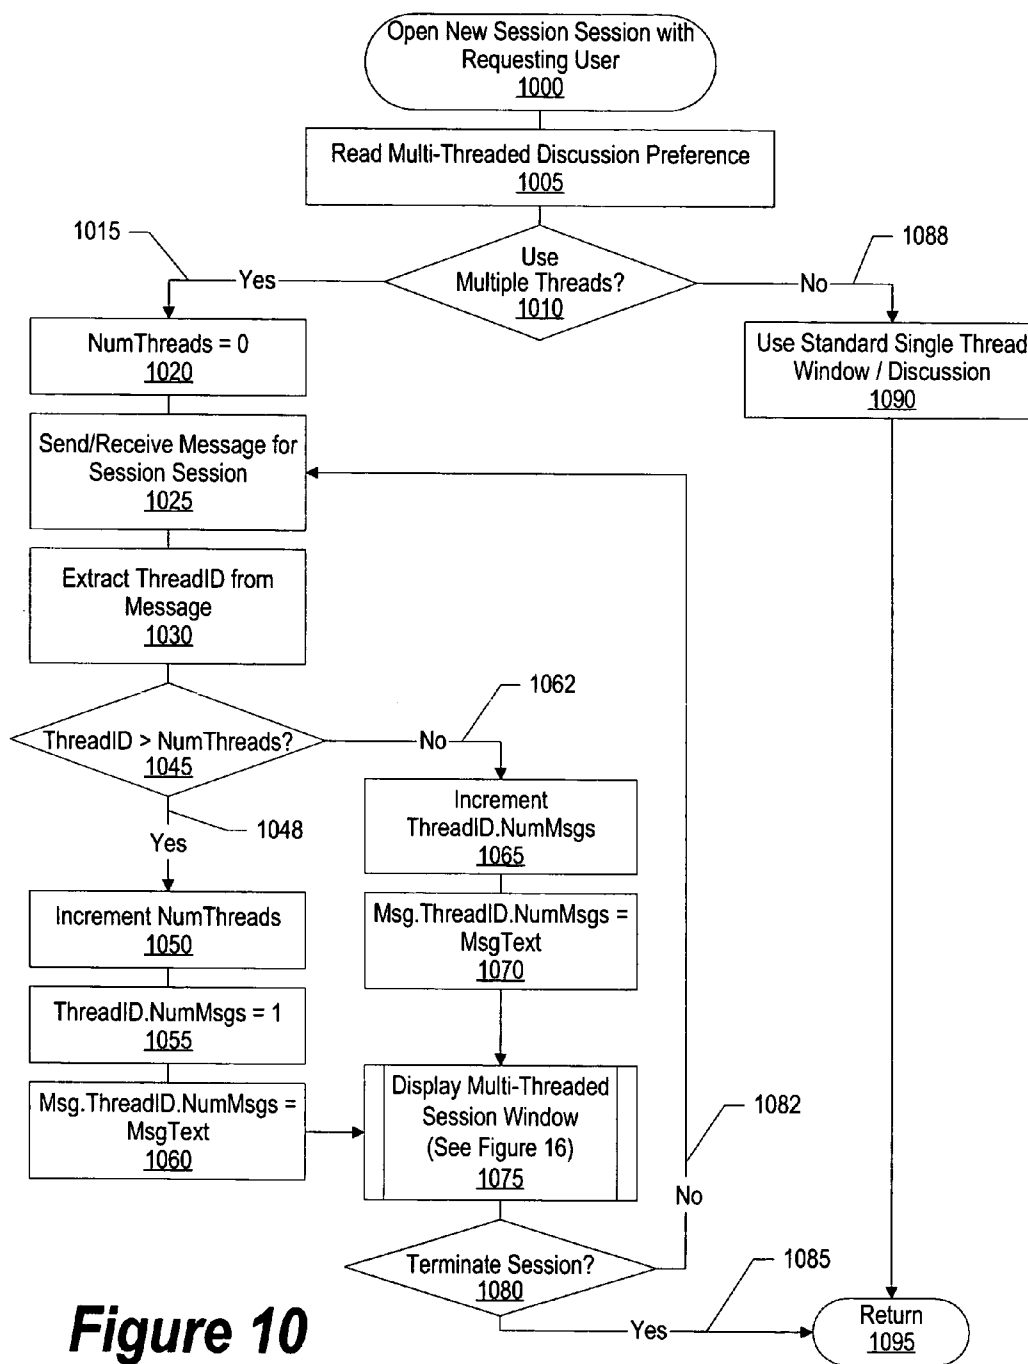 Open New Session Session with
Requesting User
1000
Read Multi-Threaded Discussion Preference
1005
1015
1088
Use
Multiple Threads?
1010
Yes
No
NumThreads = 0
1020
Use Standard Single Thread
Window / Discussion
1090
Send/Receive Message for
Session Session
1025
Extract ThreadID from
Message
1030
1062
ThreadID > NumThreads?
1045
No
1048
Yes
Increment
ThreadID.NumMsgs
1065
Increment NumThreads
1050
Msg.ThreadID.NumMsgs =
MsgText
1070
ThreadID.NumMsgs = 1
1055
Msg.ThreadID.NumMsgs =
MsgText
1060
Display Multi-Threaded
Session Window
(See Figure 16)
1075
1082
No
Terminate Session?
1080
1085
Yes
Return
1095
Figure 10